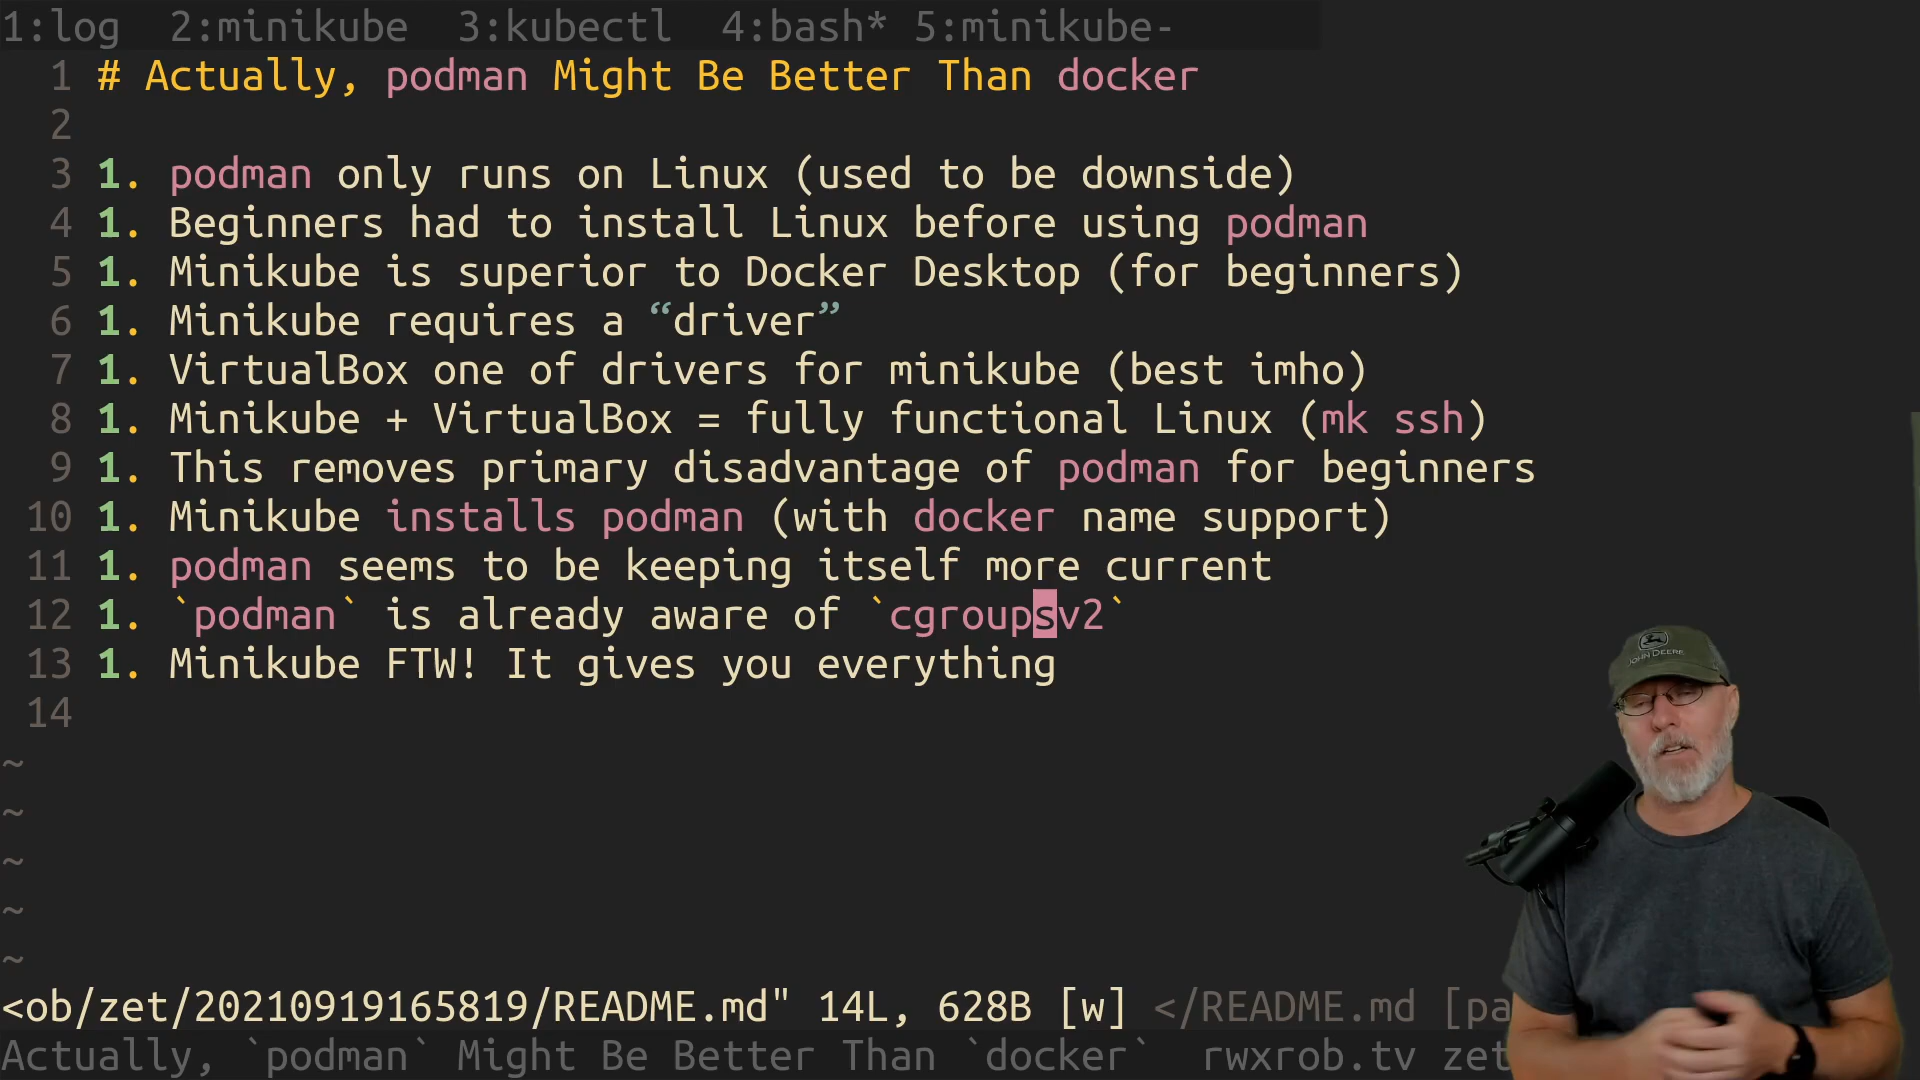 1:log 2:minikube 3:kubectl 4:bash* 5:minikube-
1 # Actually, podman Might Be Better Than docker
2
3 1. podman only runs on Linux (used to be downside)
4 1. Beginners had to install Linux before using podman
5 1. Minikube is superior to Docker Desktop (for beginners)
6 1. Minikube requires a “driver”
7 1. VirtualBox one of drivers for minikube (best imho)
8 1. Minikube + VirtualBox = fully functional Linux (mk ssh)
9 1. This removes primary disadvantage of podman for beginners
10 1. Minikube installs podman (with docker name support)
11 1. podman seems to be keeping itself more current
12 1. `podman` is already aware of `cgroupsv2`
13 1. Minikube FTW! It gives you everything
14
~
~
~
~
~
JOHN DEERE
<ob/zet/20210919165819/README.md" 14L, 628B [w] </README.md [pa
Actually, `podman` Might Be Better Than `docker` rwxrob.tv zet